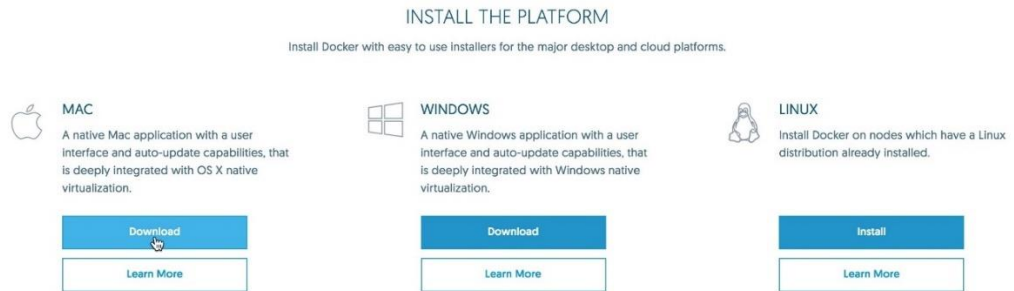 INSTALL THE PLATFORM
Install Docker with easy to use installers for the major desktop and cloud platforms.
MAC
A native Mac application with a user
interface and auto-update capabilities, that
is deeply integrated with OS X native
virtualization.
Download
Learn More
WINDOWS
A native Windows application with a user
interface and auto-update capabilities, that
is deeply integrated with Windows native
virtualization.
Download
Learn More
LINUX
Install Docker on nodes which have a Linux
distribution already installed.
Install
Learn More